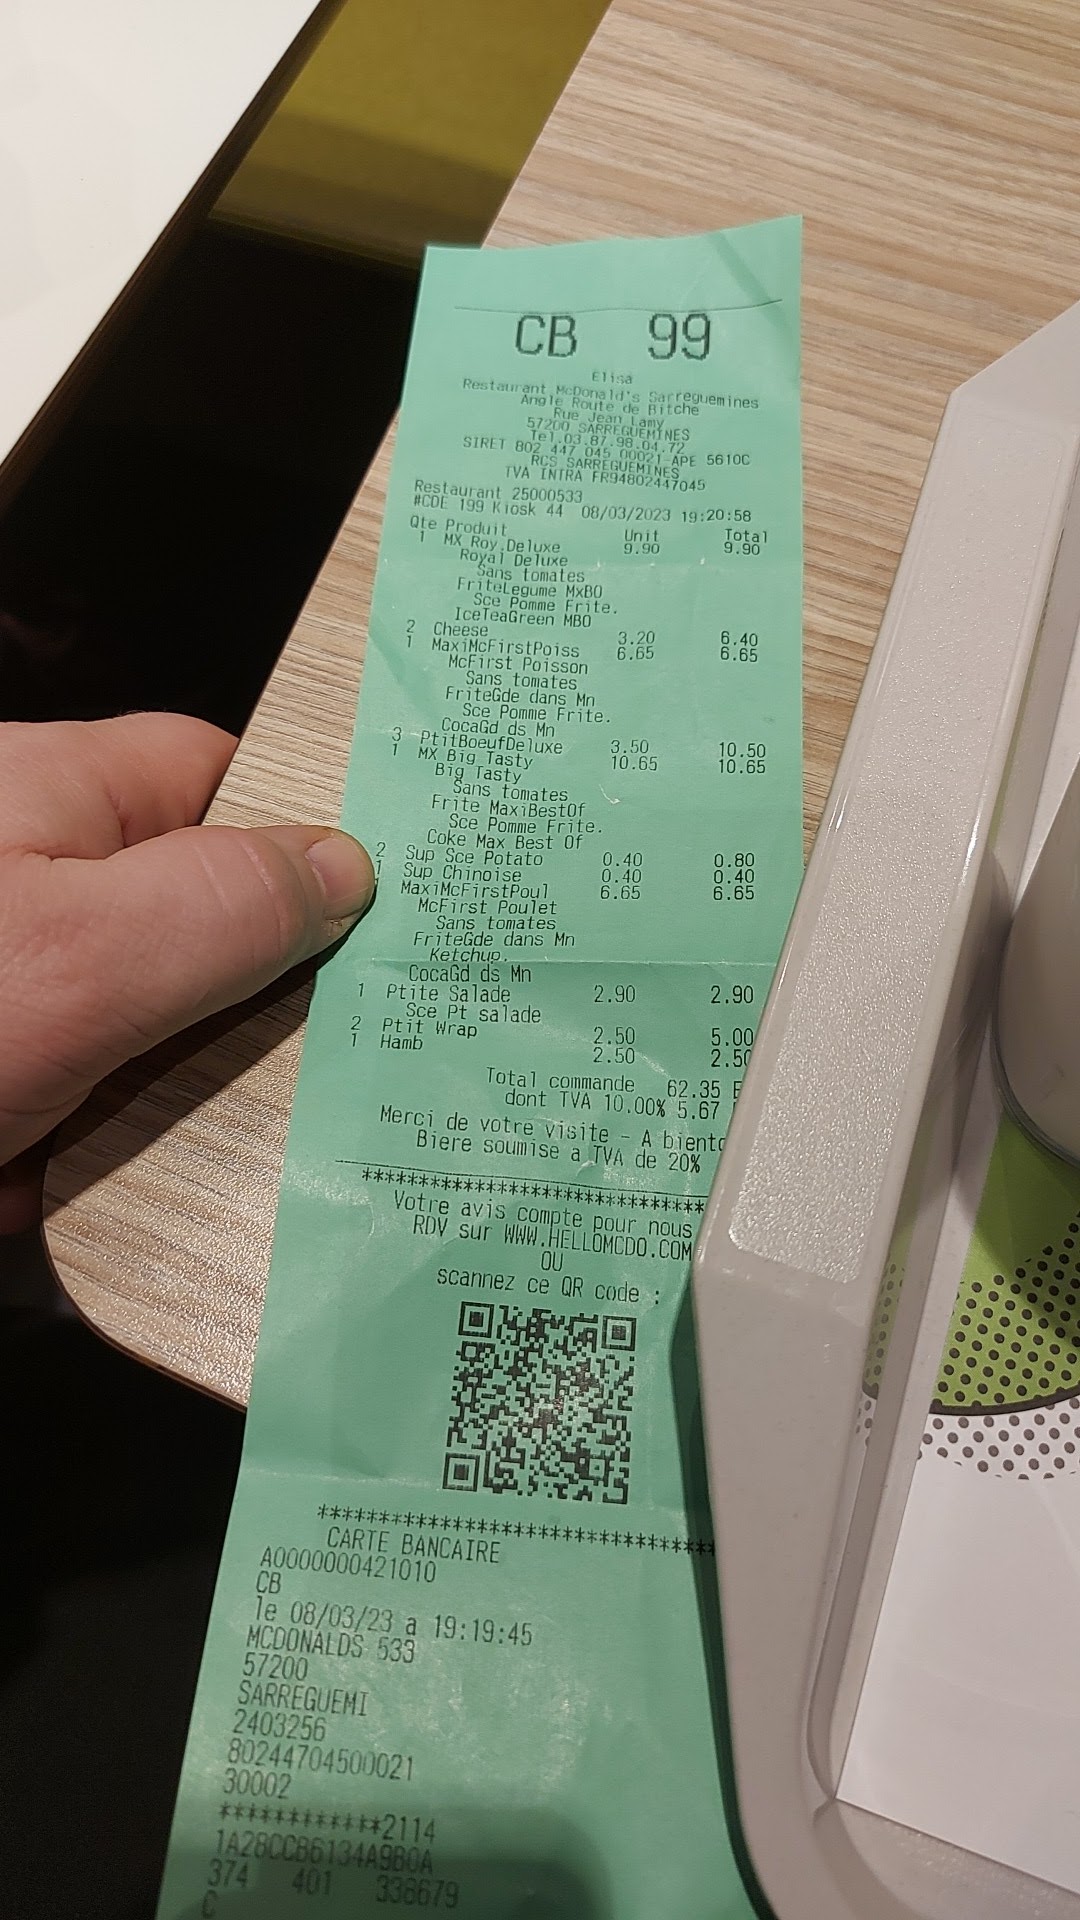 CB 99
Elisa
Restaurant McDonald's Sarreguemines
Angle Route de Bitche
Rue Jean Lamy
57200 SARREGUEMINES
Tel.03.87.98.04.72
SIRET 802 447 045 00021-APE 5610C
RCS SARREGUEMINES
TVA INTRA FR94802447045
Restaurant 25000533
#CDE 199 Kiosk 44 08/03/2023 19:20:58
Qte Produit Unit Total
1 MX Roy Deluxe 9.90 9.90
Royal Deluxe
Sans tomates
FriteLegume MxBO
Sce Pomme Frite.
IceTeaGreen MBO
2 Cheese 3.20 6.40
1 MaxiMcFirstPoiss 6.65 6.65
McFirst Poisson
Sans tomates
FriteGde dans Mn
Sce Pomme Frite.
CocaGd ds Mn
3 PtitBoeufDeluxe 3.50 10.50
1 MX Big Tasty 10.65 10.65
Big Tasty
Sans tomates
Frite MaxiBestOf
Sce Pomme Frite.
Coke Max Best Of
2 Sup Sce Potato 0.40 0.80
1 Sup Chinoise 0.40 0.40
MaxiMcFirstPoul 6.65 6.65
McFirst Poulet
Sans tomates
FriteGde dans Mn
Ketchup.
CocaGd ds Mn
1 Ptite Salade 2.90 2.90
Sce Pt salade
2 Ptit Wrap 2.50 5.00
1 Hamb 2.50 2.50
Total commande 62.35 E
dont TVA 10.00% 5.67
Merci de votre visite - A biento
Biere soumise a TVA de 20%
*********************************
Votre avis compte pour nous
RDV sur WWW.HELLOMCDO.COM
OU
scannez ce QR code :
**************************************
CARTE BANCAIRE
A0000000421010
CB
le 08/03/23 a 19:19:45
MCDONALDS 533
57200
SARREGUEMI
2403256
80244704500021
30002
************2114
1A28CCB6134A9B0A
374 401 338679
C